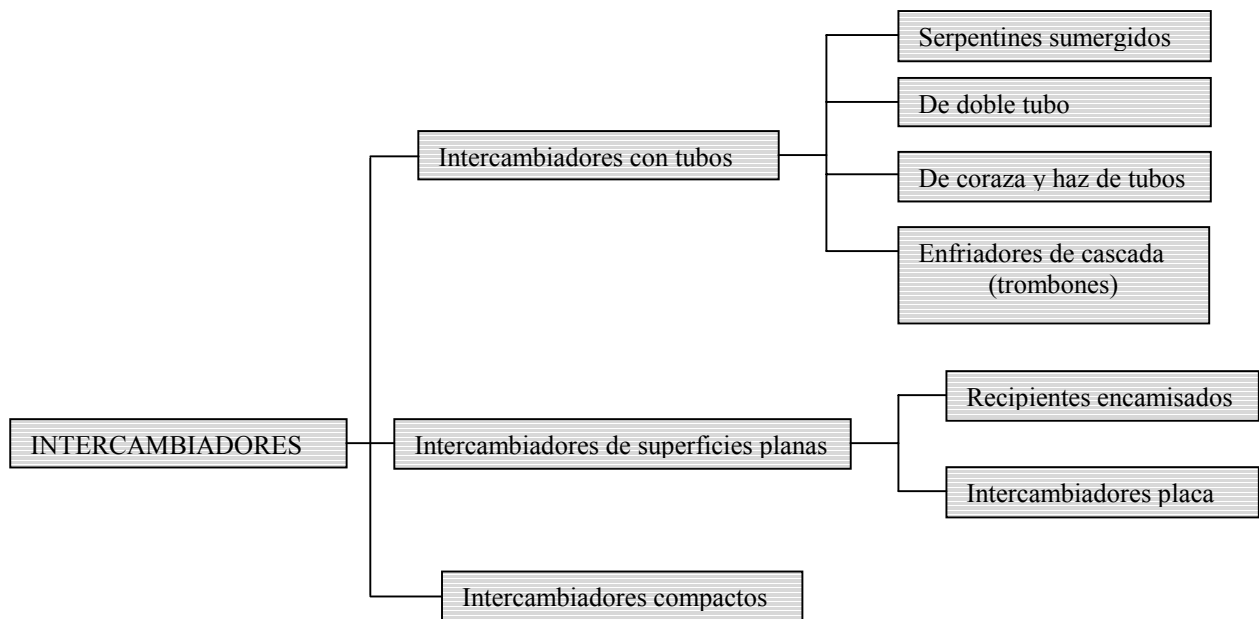 Serpentines sumergidos
De doble tubo
Intercambiadores con tubos
De coraza y haz de tubos
Enfriadores de cascada
(trombones)
Recipientes encamisados
INTERCAMBIADORES
Intercambiadores de superficies planas
Intercambiadores placa
Intercambiadores compactos